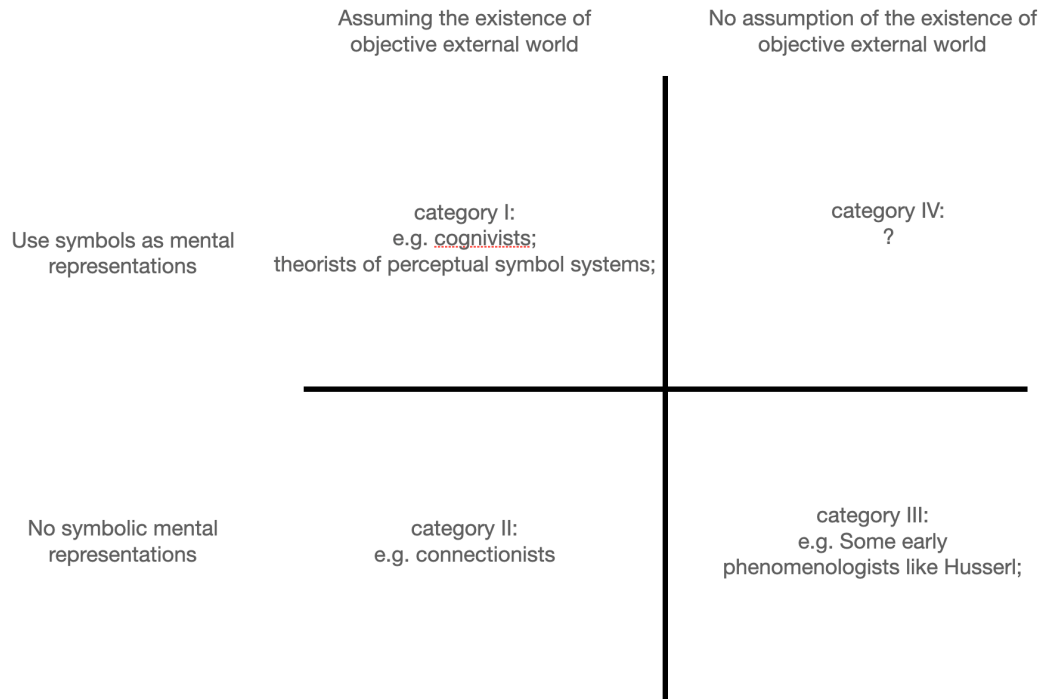 Assuming the existence of
objective external world
No assumption of the existence of
objective external world
Use symbols as mental
representations
category I:
e.g. cognivists;
theorists of perceptual symbol systems;
category IV:
?
No symbolic mental
representations
category II:
e.g. connectionists
category III:
e.g. Some early
phenomenologists like Husserl;